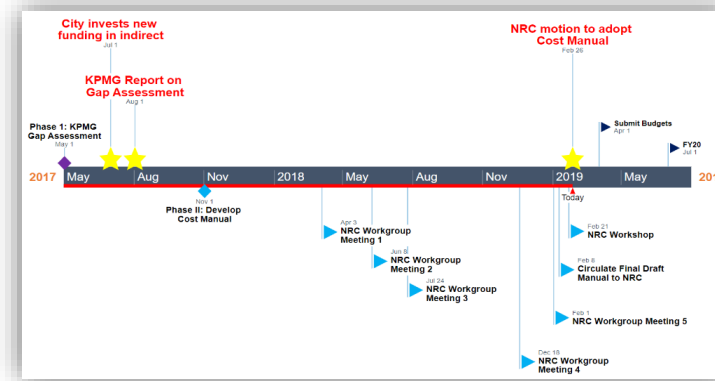 City invests new
funding in indirect
Jul 1
NRC motion to adopt
Cost Manual
Feb 26
KPMG Report on
Gap Assessment
Aug 1
Phase 1: KPMG
Gap Assessment
May 1
Submit Budgets
Apr 1
FY20
Jul 1
2017 May Aug Nov 2018 May Aug Nov 2019 May 201
Today
Nov 1
Phase II: Develop
Cost Manual
Apr 3
NRC Workgroup
Meeting 1
Jun 8
NRC Workgroup
Meeting 2
Jul 24
NRC Workgroup
Meeting 3
Feb 21
NRC Workshop
Feb 8
Circulate Final Draft
Manual to NRC
Feb 1
NRC Workgroup Meeting 5
Dec 18
NRC Workgroup
Meeting 4